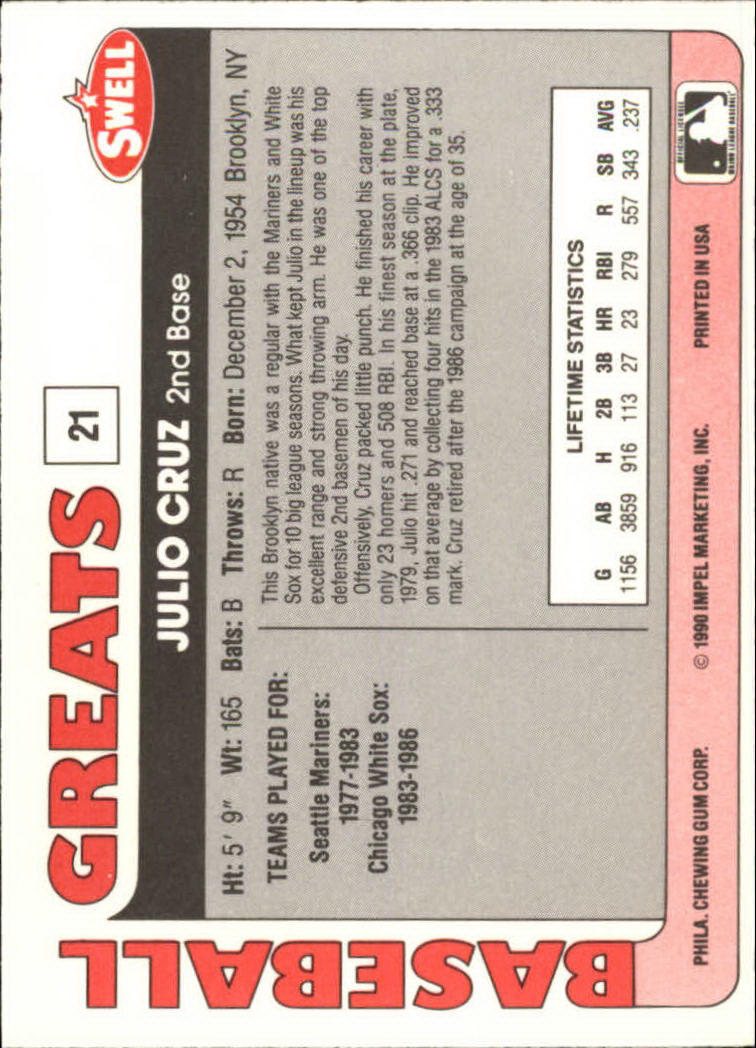 BASEBALL
GREATS
21
SWELL
JULIO CRUZ 2nd Base
Ht: 5' 9" Wt: 165 Bats: B Throws: R Born: December 2, 1954 Brooklyn, NY
TEAMS PLAYED FOR:
Seattle Mariners:
1977-1983
Chicago White Sox:
1983-1986
This Brooklyn native was a regular with the Mariners and White
Sox for 10 big league seasons. What kept Julio in the lineup was his
excellent range and strong throwing arm. He was one of the top
defensive 2nd basemen of his day.
Offensively, Cruz packed little punch. He finished his career with
only 23 homers and 508 RBI. In his finest season at the plate,
1979, Julio hit .271 and reached base at a .366 clip. He improved
on that average by collecting four hits in the 1983 ALCS for a .333
mark. Cruz retired after the 1986 campaign at the age of 35.
LIFETIME STATISTICS
G AB H 2B 3B HR RBI R SB AVG
1156 3859 916 113 27 23 279 557 343 .237
PHILA. CHEWING GUM CORP. © 1990 IMPEL MARKETING, INC. PRINTED IN USA
OFFICIAL LICENSEE
MAJOR LEAGUE BASEBALL